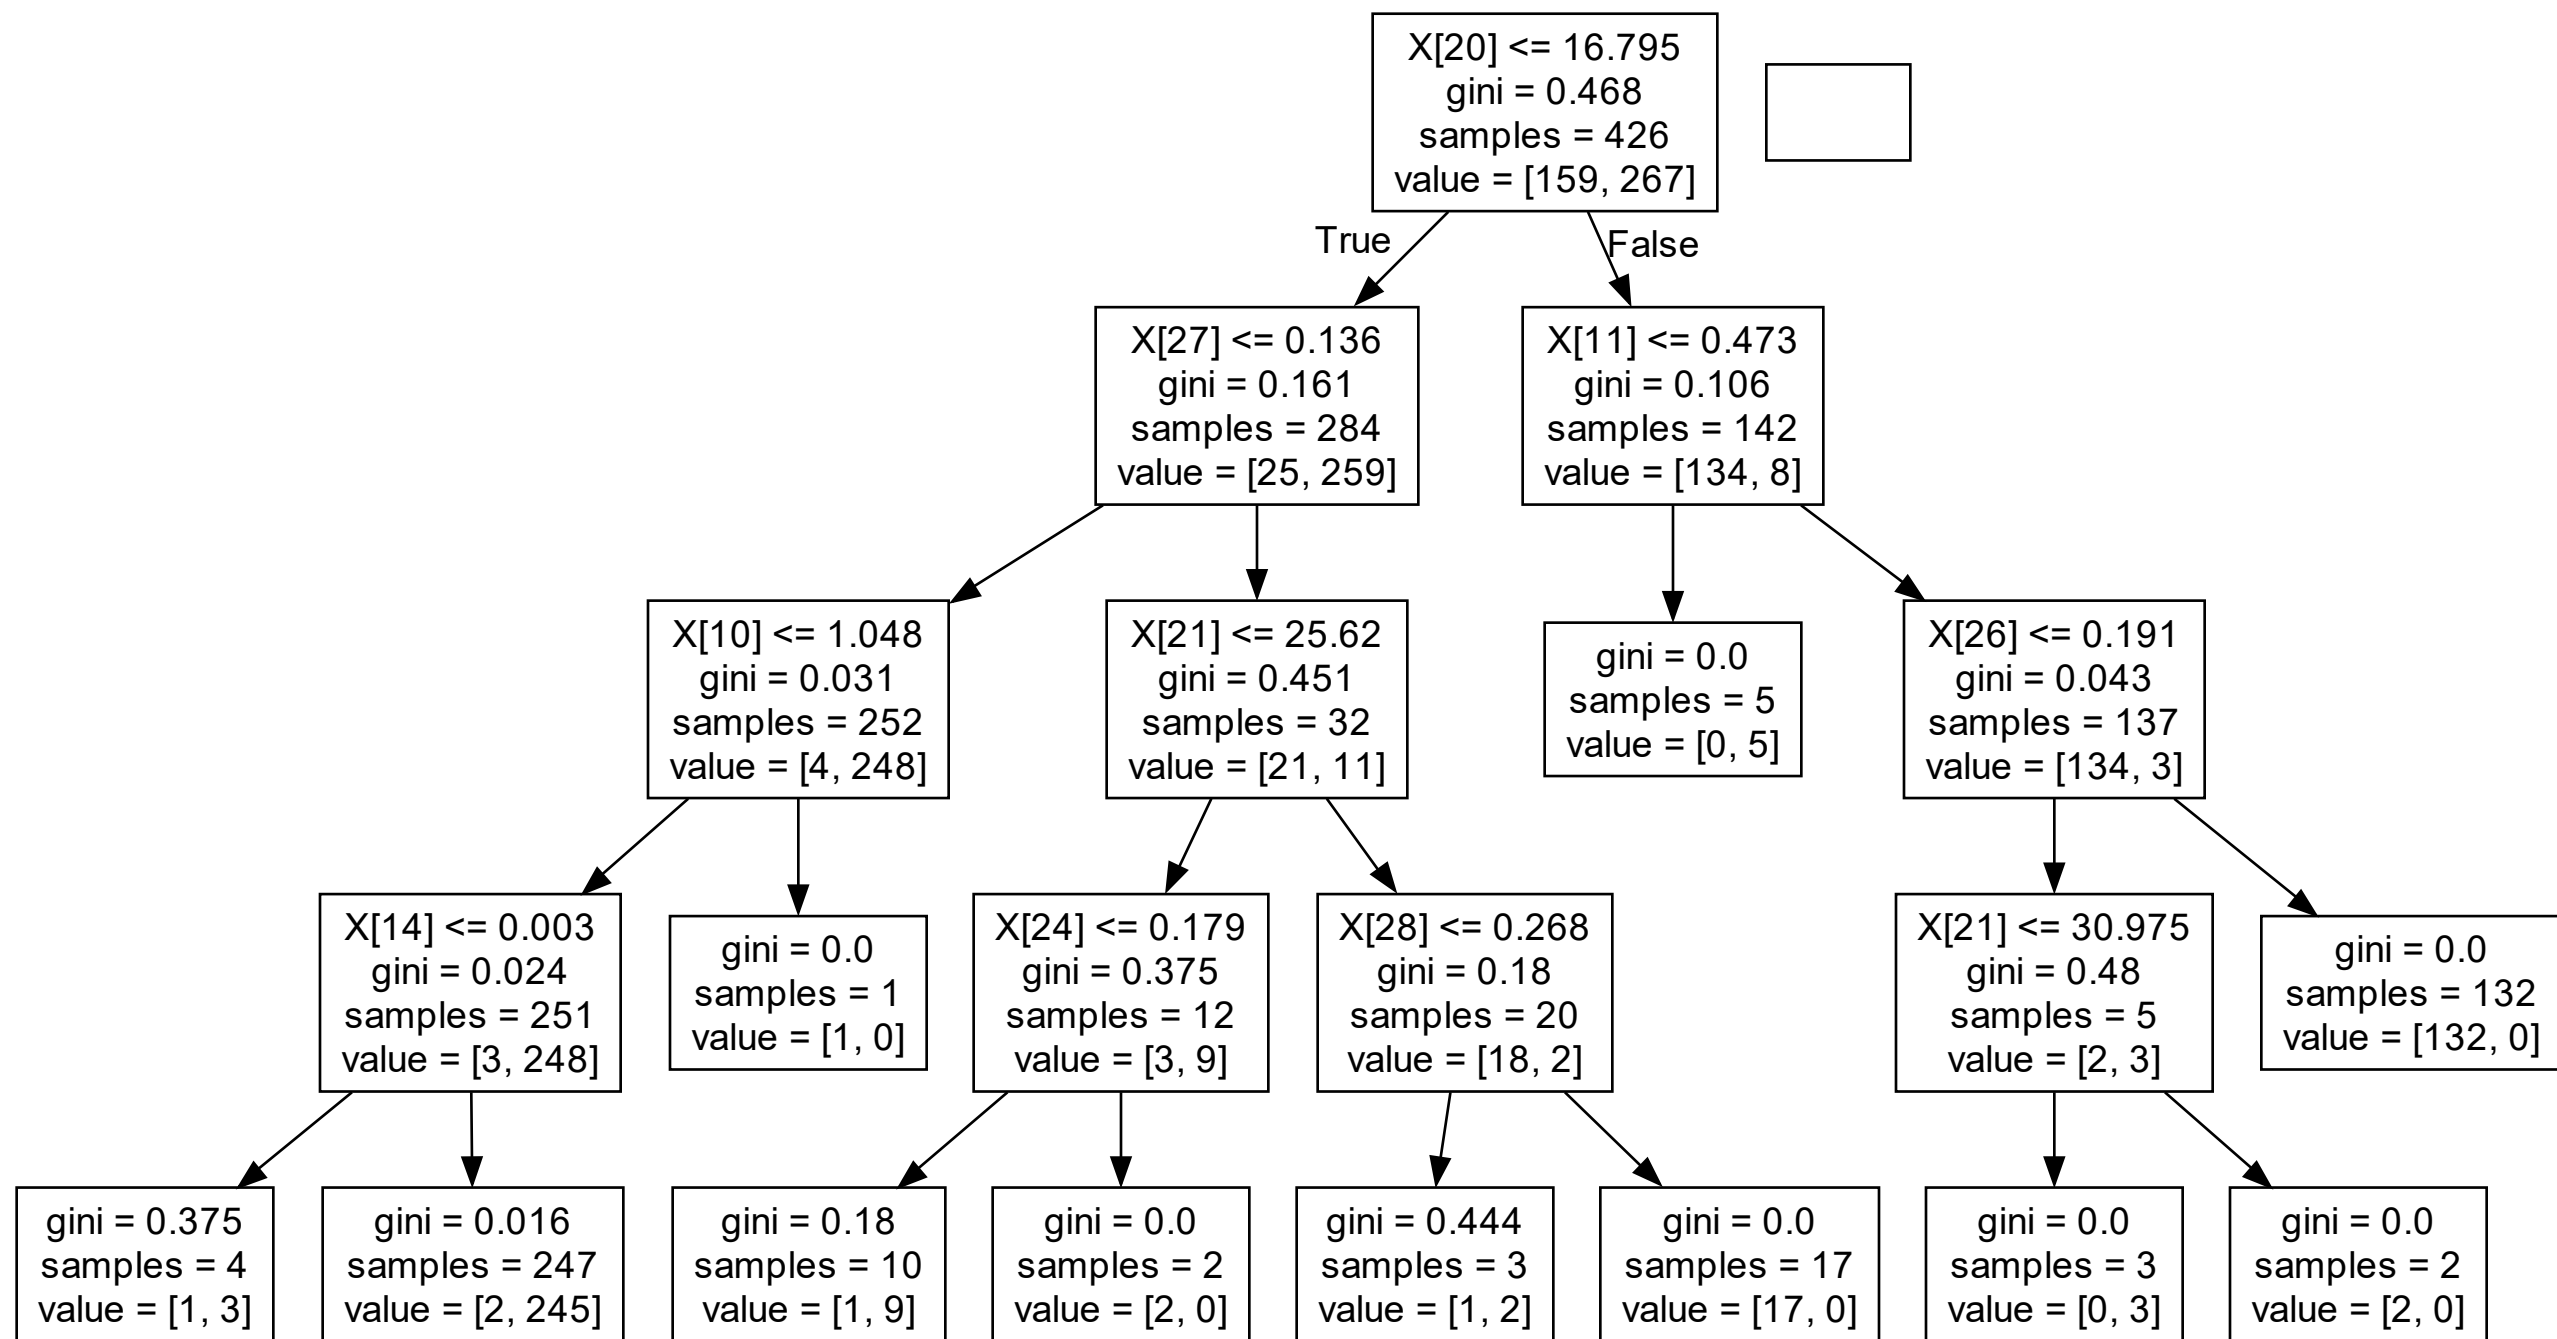 X[20] <= 16.795
gini = 0.468
samples = 426
value = [159, 267]
True
False
X[27] <= 0.136
gini = 0.161
samples = 284
value = [25, 259]
X[11] <= 0.473
gini = 0.106
samples = 142
value = [134, 8]
X[10] <= 1.048
gini = 0.031
samples = 252
value = [4, 248]
X[21] <= 25.62
gini = 0.451
samples = 32
value = [21, 11]
gini = 0.0
samples = 5
value = [0, 5]
X[26] <= 0.191
gini = 0.043
samples = 137
value = [134, 3]
X[14] <= 0.003
gini = 0.024
samples = 251
value = [3, 248]
gini = 0.0
samples = 1
value = [1, 0]
X[24] <= 0.179
gini = 0.375
samples = 12
value = [3, 9]
X[28] <= 0.268
gini = 0.18
samples = 20
value = [18, 2]
X[21] <= 30.975
gini = 0.48
samples = 5
value = [2, 3]
gini = 0.0
samples = 132
value = [132, 0]
gini = 0.375
samples = 4
value = [1, 3]
gini = 0.016
samples = 247
value = [2, 245]
gini = 0.18
samples = 10
value = [1, 9]
gini = 0.0
samples = 2
value = [2, 0]
gini = 0.444
samples = 3
value = [1, 2]
gini = 0.0
samples = 17
value = [17, 0]
gini = 0.0
samples = 3
value = [0, 3]
gini = 0.0
samples = 2
value = [2, 0]